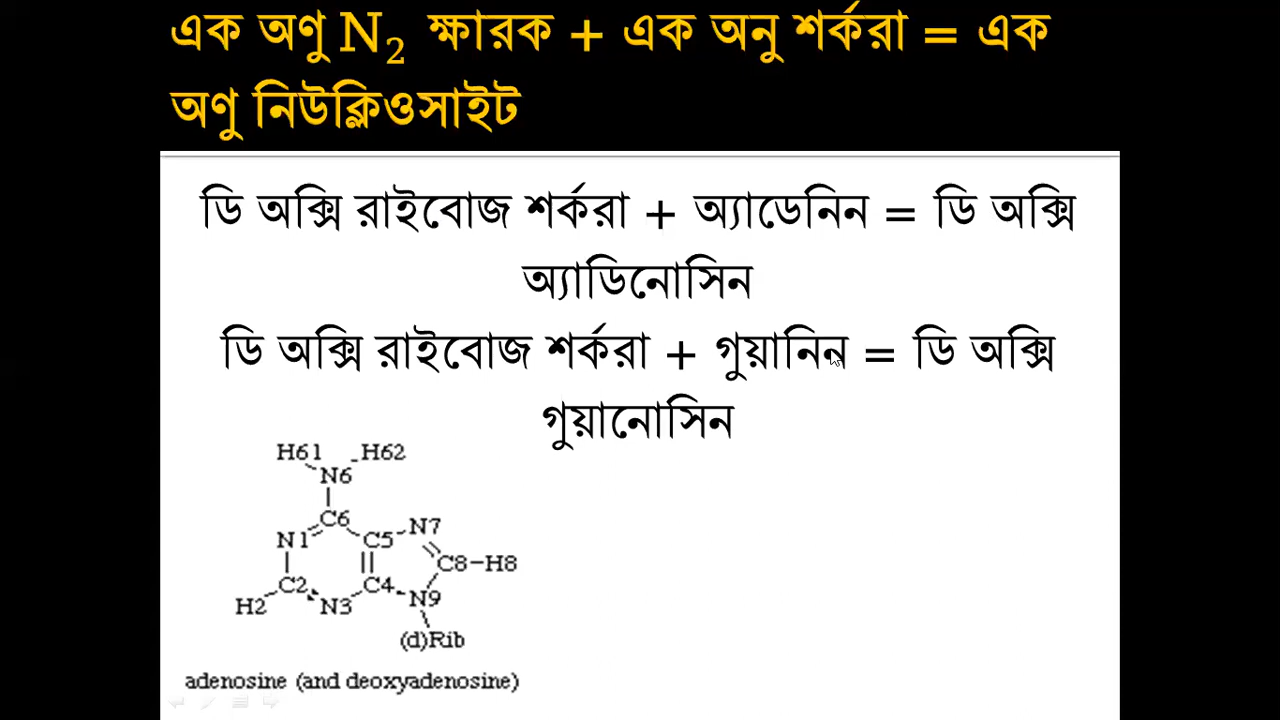 এক অণু N₂ ক্ষারক + এক অনু শর্করা = এক
অণু নিউক্লিওসাইট
ডি অক্সি রাইবোজ শর্করা + অ্যাডেনিন = ডি অক্সি
অ্যাডিনোসিন
ডি অক্সি রাইবোজ শর্করা + গুয়ানিন = ডি অক্সি
গুয়ানোসিন
H61 H62
N6
C6
N7
N1 C5
C8-H8
C2 C4
N9
H2 N3
(d)Rib
adenosine (and deoxyadenosine)